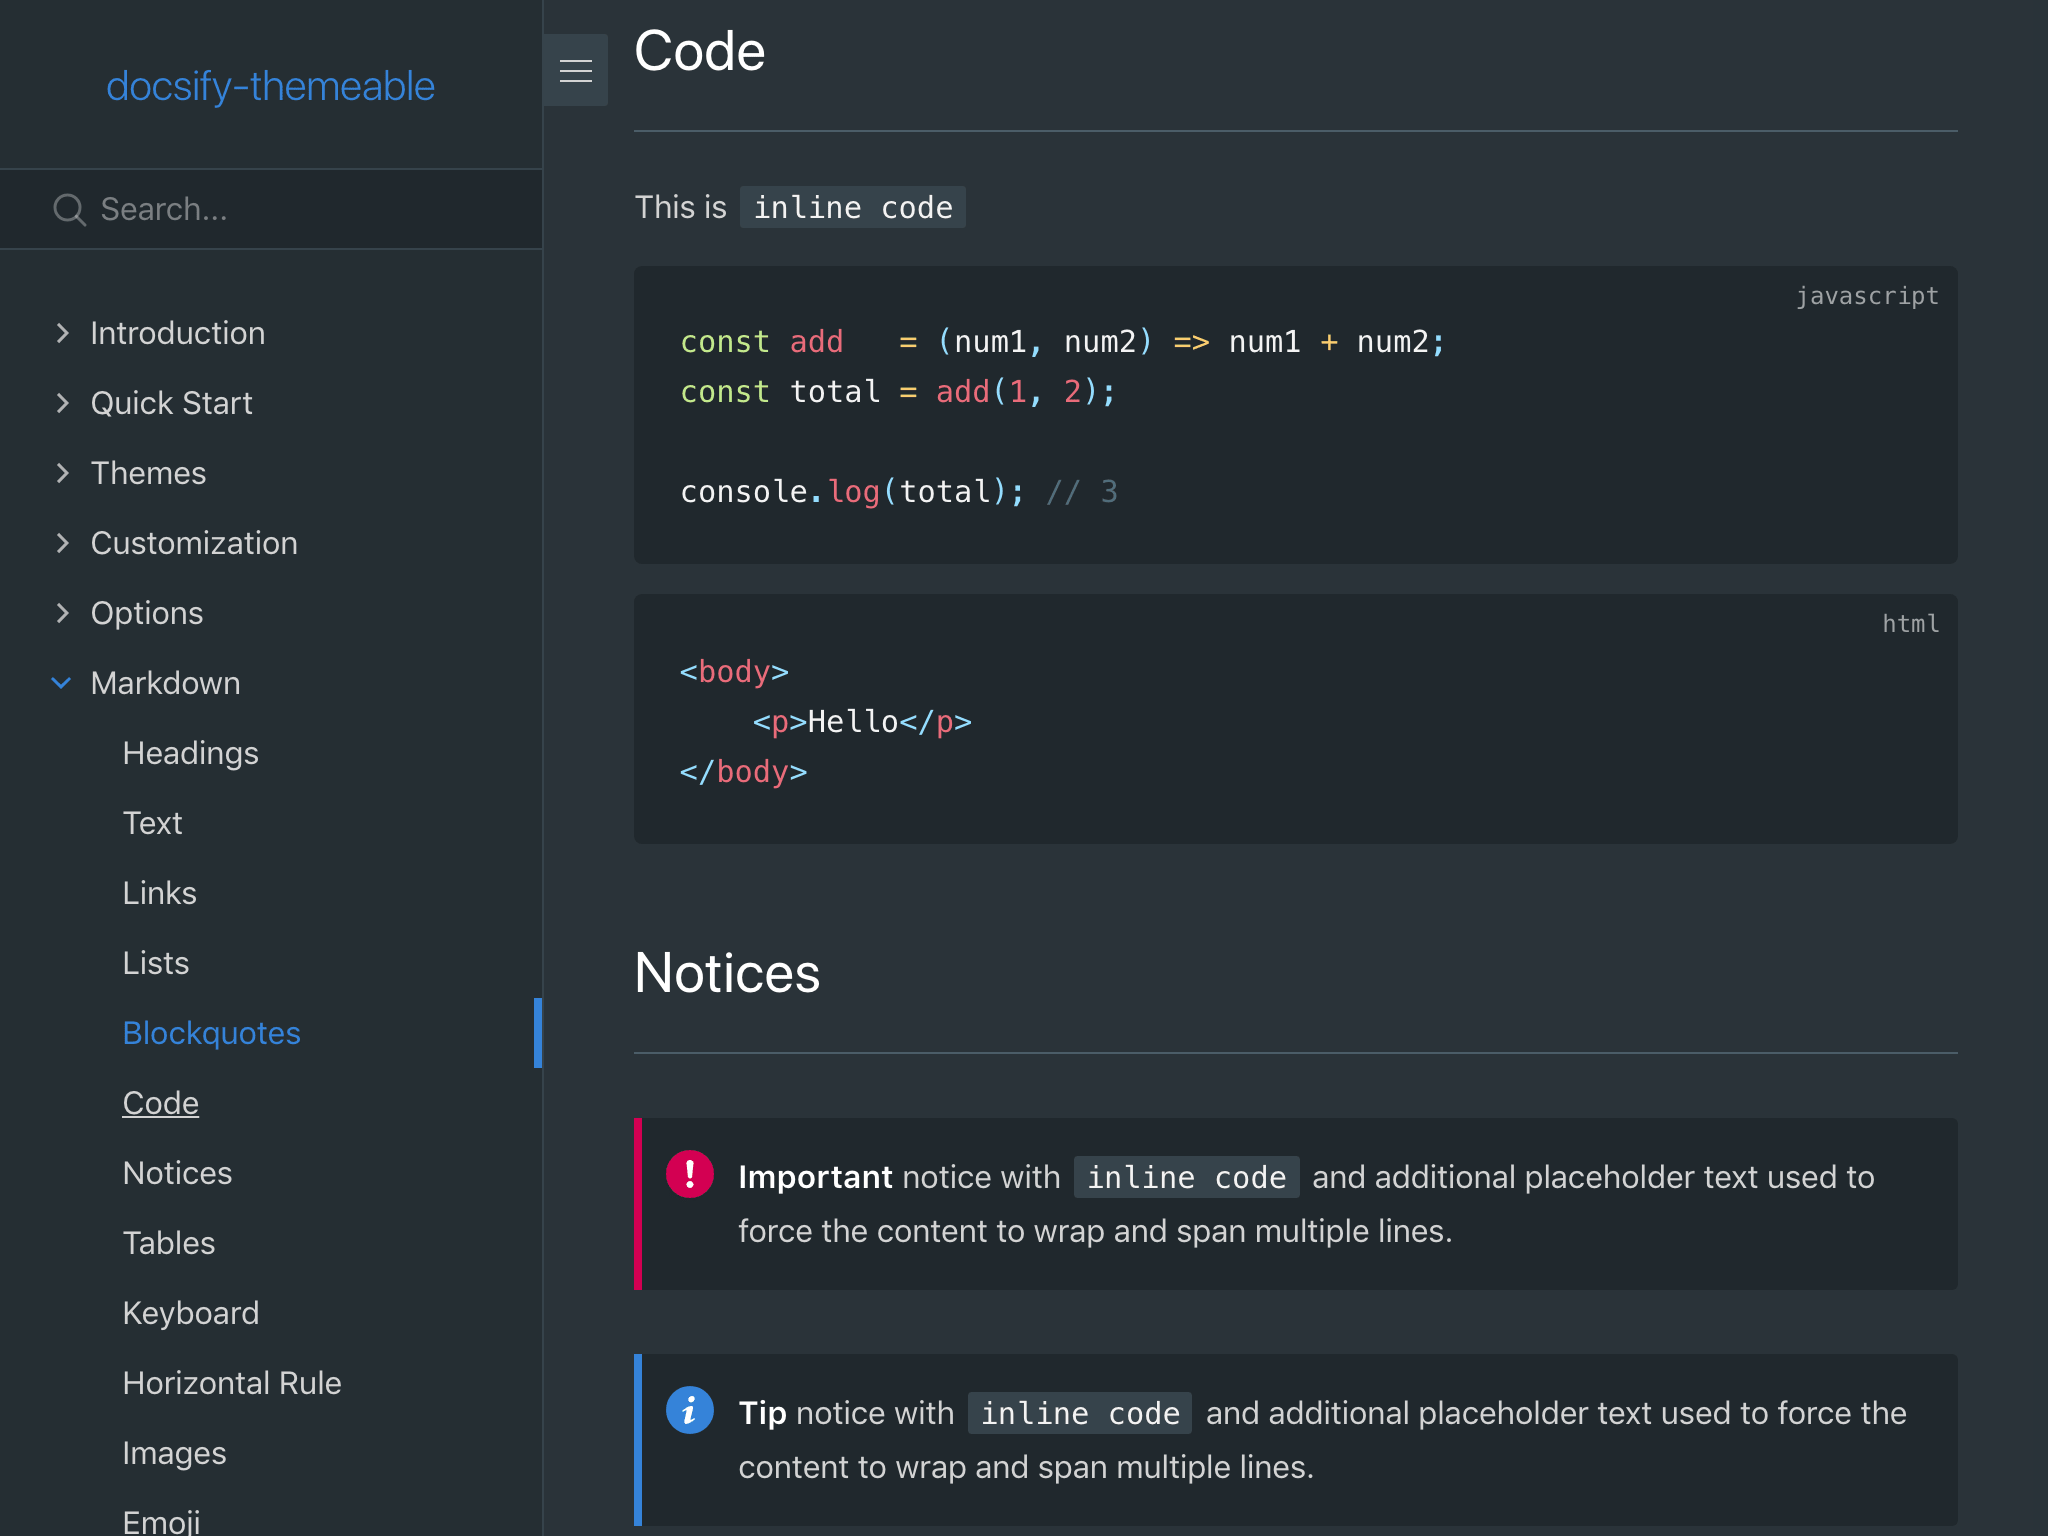 docsify-themeable
Search...
Introduction
Quick Start
Themes
Customization
Options
Markdown
Headings
Text
Links
Lists
Blockquotes
Code
Notices
Tables
Keyboard
Horizontal Rule
Images
Emoji
Code
This is inline code
javascript
const add   = (num1, num2) => num1 + num2;
const total = add(1, 2);
console.log(total); // 3
html
<body>
    <p>Hello</p>
</body>
Notices
Important notice with inline code and additional placeholder text used to
force the content to wrap and span multiple lines.
Tip notice with inline code and additional placeholder text used to force the
content to wrap and span multiple lines.